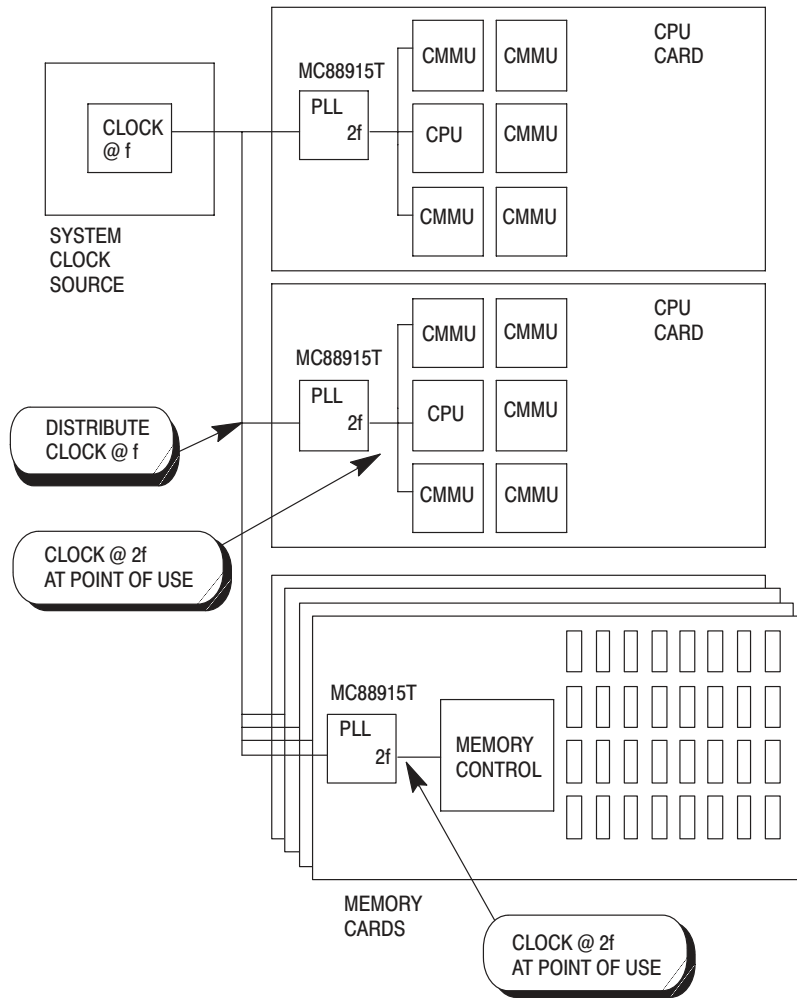 CPU
CARD
MC88915T
CMMU
CMMU
PLL
2f
CPU
CMMU
CMMU
CMMU
CLOCK
@ f
SYSTEM
CLOCK
SOURCE
CPU
CARD
MC88915T
CMMU
CMMU
PLL
2f
CPU
CMMU
CMMU
CMMU
DISTRIBUTE
CLOCK @ f
CLOCK @ 2f
AT POINT OF USE
MC88915T
PLL
2f
MEMORY
CONTROL
MEMORY
CARDS
CLOCK @ 2f
AT POINT OF USE